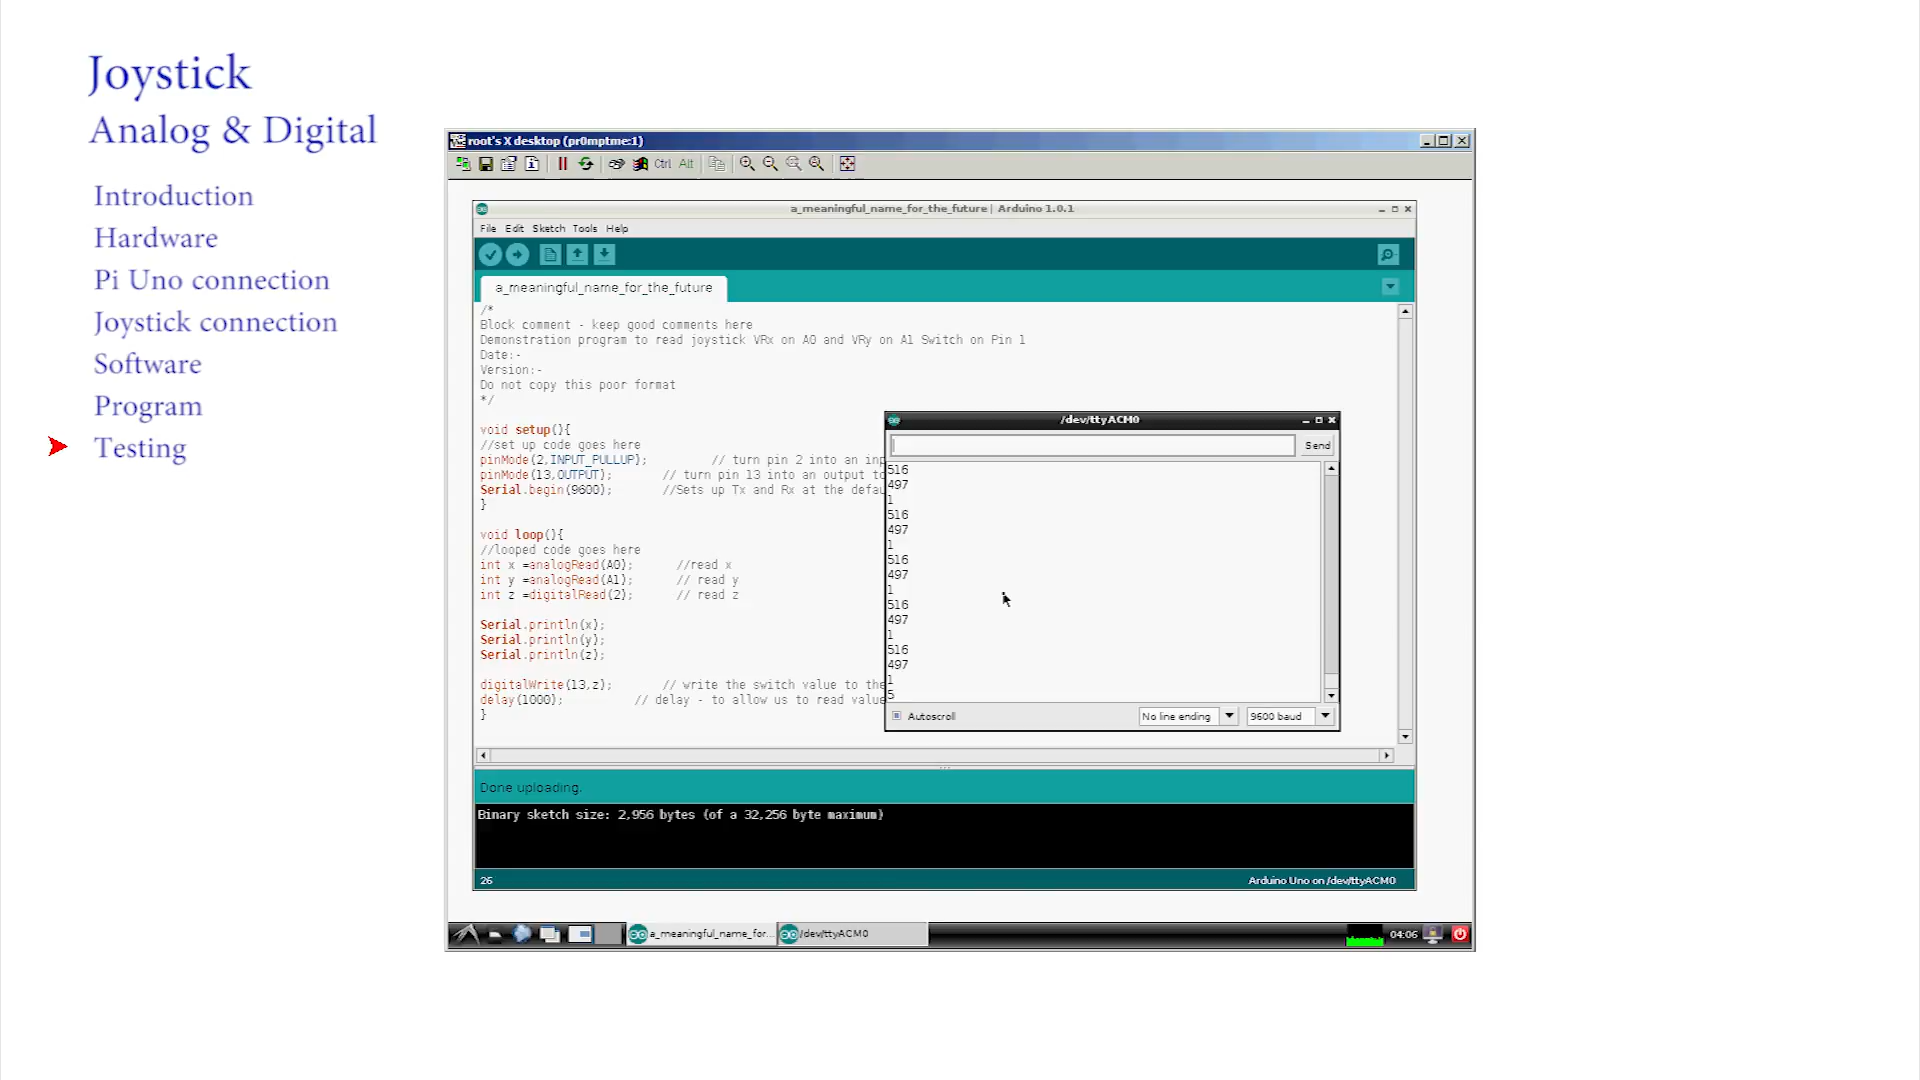 Joystick
Analog & Digital
Introduction
Hardware
Pi Uno connection
Joystick connection
Software
Program
Testing
root's X desktop (pr0mptme:1)
Ctrl Alt
a_meaningful_name_for_the_future | Arduino 1.0.1
File Edit Sketch Tools Help
a_meaningful_name_for_the_future
/*
Block comment - keep good comments here
Demonstration program to read joystick VRx on A0 and VRy on A1 Switch on Pin 1
Date:-
Version:-
Do not copy this poor format
*/
void setup(){
//set up code goes here
pinMode(2,INPUT_PULLUP); // turn pin 2 into an inp
pinMode(13,OUTPUT); // turn pin 13 into an output to
Serial.begin(9600); //Sets up Tx and Rx at the defau
}
void loop(){
//looped code goes here
int x =analogRead(A0); //read x
int y =analogRead(A1); // read y
int z =digitalRead(2); // read z
Serial.println(x);
Serial.println(y);
Serial.println(z);
digitalWrite(13,z); // write the switch value to the
delay(1000); // delay - to allow us to read value
}
/dev/ttyACM0
Send
516
497
1
516
497
1
516
497
1
516
497
1
516
497
1
5
Autoscroll
No line ending
9600 baud
Done uploading.
Binary sketch size: 2,956 bytes (of a 32,256 byte maximum)
26
Arduino Uno on /dev/ttyACM0
a_meaningful_name_for...
/dev/ttyACM0
04:06